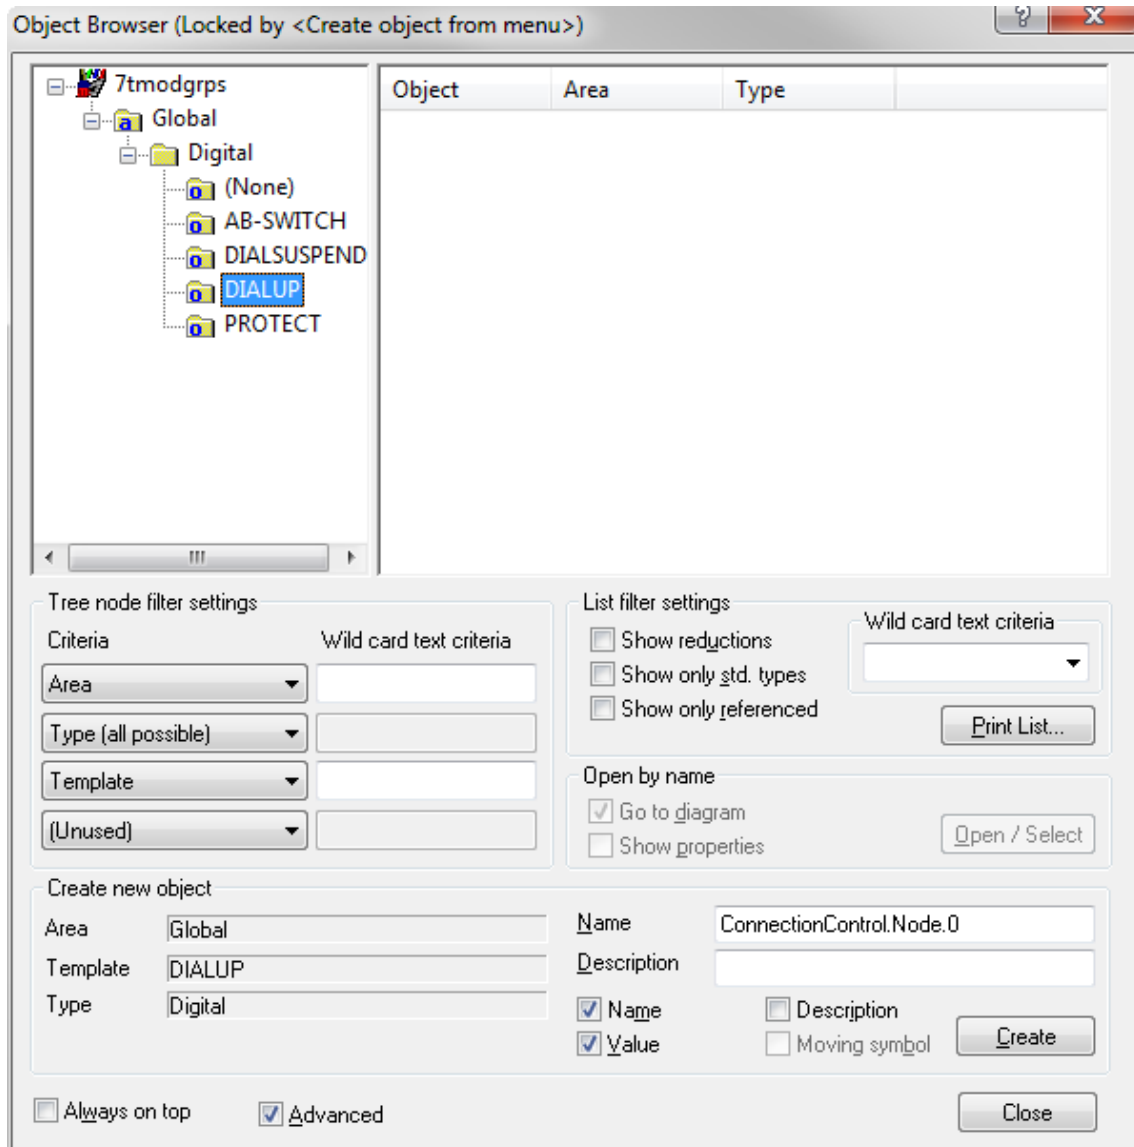 Object Browser (Locked by <Create object from menu>)
7tmodgrps
Global
Digital
(None)
AB-SWITCH
DIALSUSPEND
DIALUP
PROTECT
Object Area Type
Tree node filter settings
Criteria Wild card text criteria
Area
Type (all possible)
Template
(Unused)
List filter settings
Show reductions
Show only std. types
Show only referenced
Wild card text criteria
Print List...
Open by name
Go to diagram
Show properties
Open / Select
Create new object
Area Global
Template DIALUP
Type Digital
Name ConnectionControl.Node.0
Description
Name Description
Value Moving symbol
Create
Always on top Advanced
Close